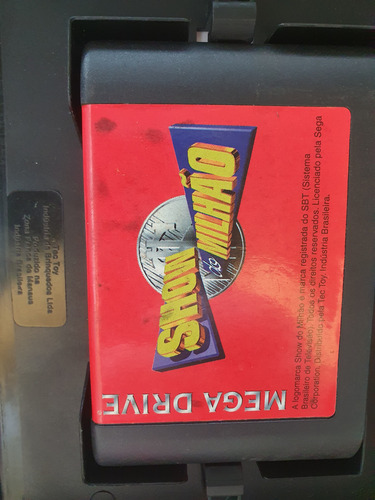 SHOW
do
MILHÃO
MEGA DRIVE
A logomarca Show do Milhão é marca registrada do SBT (Sistema
Brasileiro de Televisão). Todos os direitos reservados. Licenciado pela Sega
Corporation. Distribuído pela Tec Toy. Indústria Brasileira.
Tec Toy
Indústria de Brinquedos Ltda
Produzido na
Zona Franca de Manaus
Indústria Brasileira